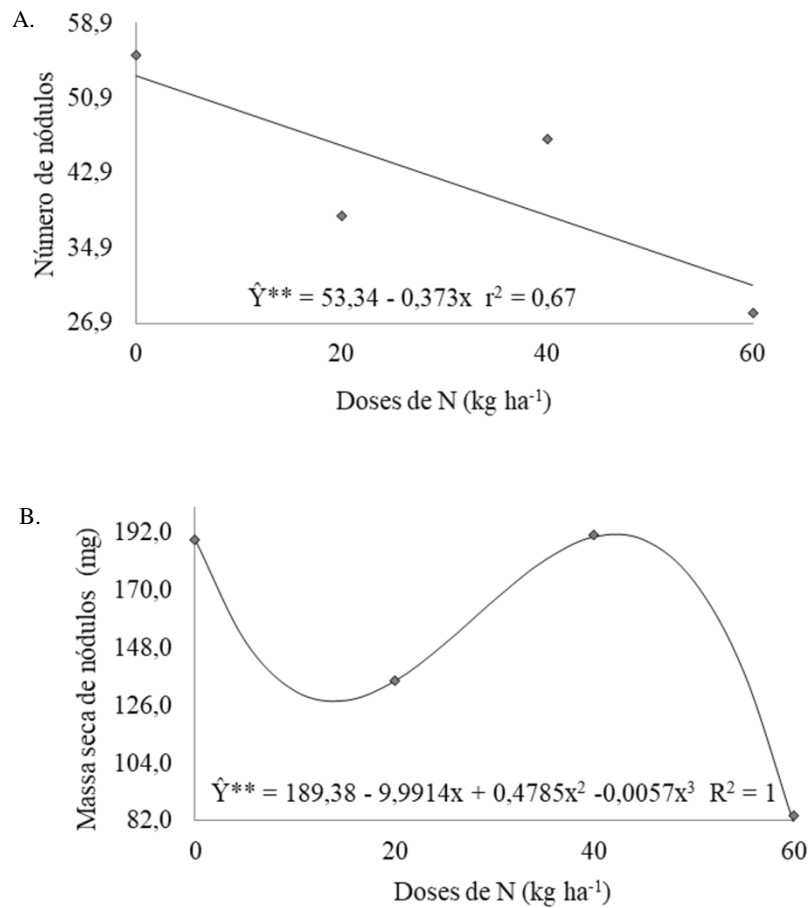 A.
Número de nódulos
58,9
50,9
42,9
34,9
26,9
Ŷ** = 53,34 - 0,373x r² = 0,67
0 20 40 60
Doses de N (kg ha⁻¹)
B.
Massa seca de nódulos (mg)
192,0
170,0
148,0
126,0
104,0
82,0
Ŷ** = 189,38 - 9,9914x + 0,4785x² -0,0057x³ R² = 1
0 20 40 60
Doses de N (kg ha⁻¹)